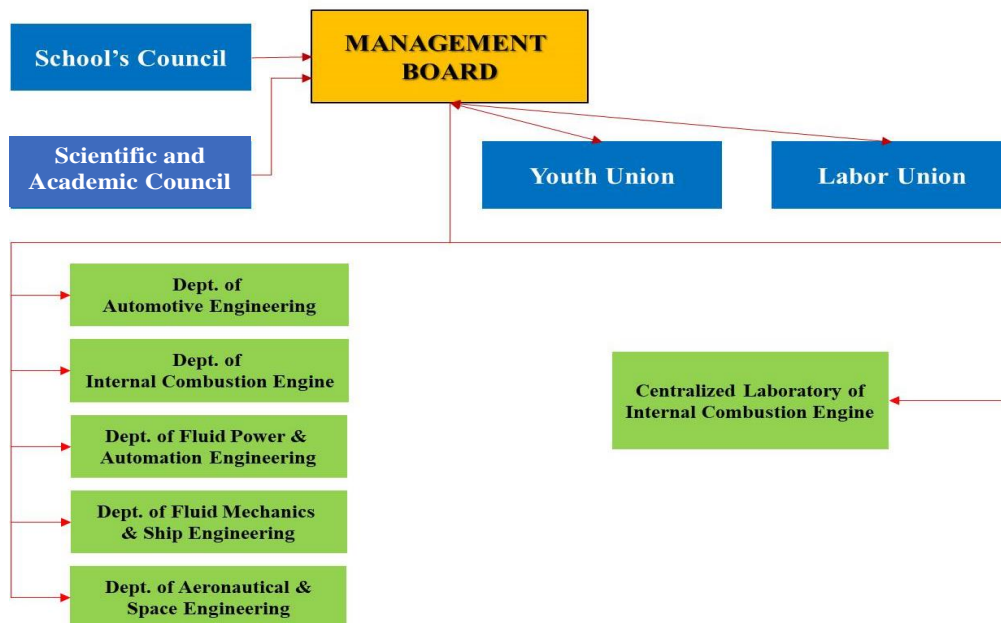 School's Council
MANAGEMENT
BOARD
Scientific and
Academic Council
Youth Union
Labor Union
Dept. of
Automotive Engineering
Dept. of
Internal Combustion Engine
Dept. of Fluid Power &
Automation Engineering
Dept. of Fluid Mechanics
& Ship Engineering
Dept. of Aeronautical &
Space Engineering
Centralized Laboratory of
Internal Combustion Engine